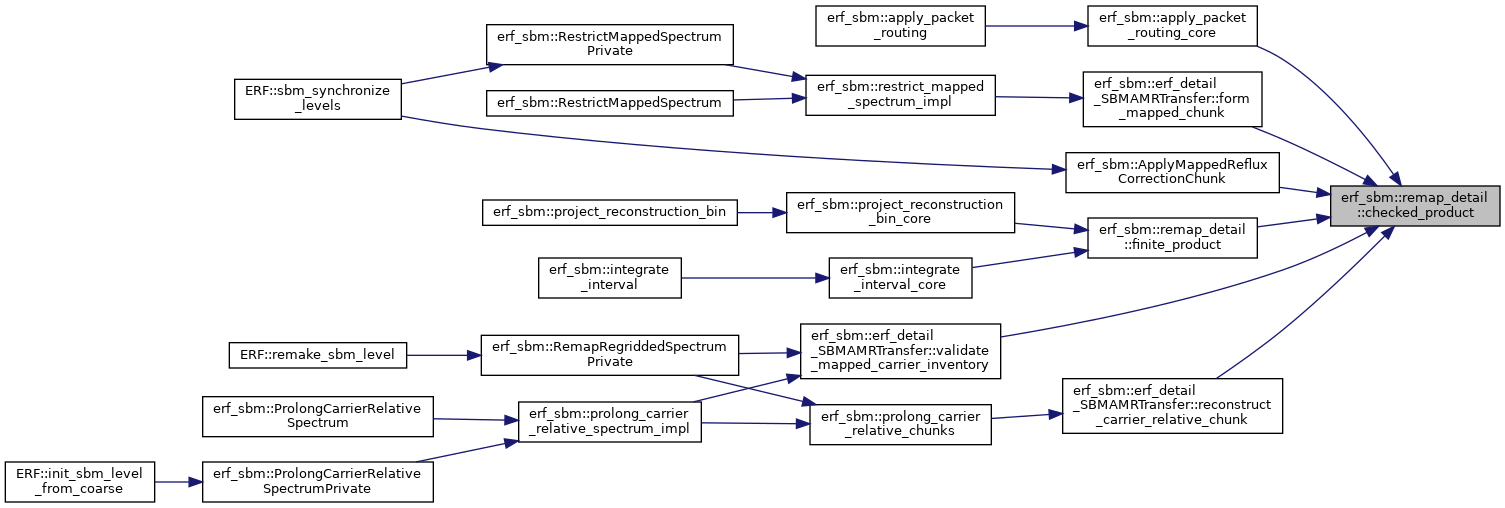 erf_sbm::apply_packet
_routing
erf_sbm::apply_packet
_routing_core
erf_sbm::RestrictMappedSpectrum
Private
ERF::sbm_synchronize
_levels
erf_sbm::RestrictMappedSpectrum
erf_sbm::restrict_mapped
_spectrum_impl
erf_sbm::erf_detail
_SBMAMRTransfer::form
_mapped_chunk
erf_sbm::ApplyMappedReflux
CorrectionChunk
erf_sbm::remap_detail
::checked_product
erf_sbm::project_reconstruction_bin
erf_sbm::project_reconstruction
_bin_core
erf_sbm::remap_detail
::finite_product
erf_sbm::integrate
_interval
erf_sbm::integrate
_interval_core
ERF::remake_sbm_level
erf_sbm::RemapRegriddedSpectrum
Private
erf_sbm::erf_detail
_SBMAMRTransfer::validate
_mapped_carrier_inventory
erf_sbm::ProlongCarrierRelative
Spectrum
erf_sbm::prolong_carrier
_relative_spectrum_impl
erf_sbm::prolong_carrier
_relative_chunks
erf_sbm::erf_detail
_SBMAMRTransfer::reconstruct
_carrier_relative_chunk
ERF::init_sbm_level
_from_coarse
erf_sbm::ProlongCarrierRelative
SpectrumPrivate